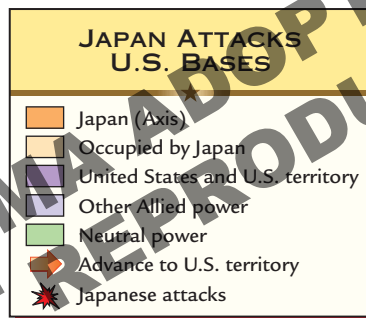 JAPAN ATTACKS
U.S. BASES
Japan (Axis)
Occupied by Japan
United States and U.S. territory
Other Allied power
Neutral power
Advance to U.S. territory
Japanese attacks